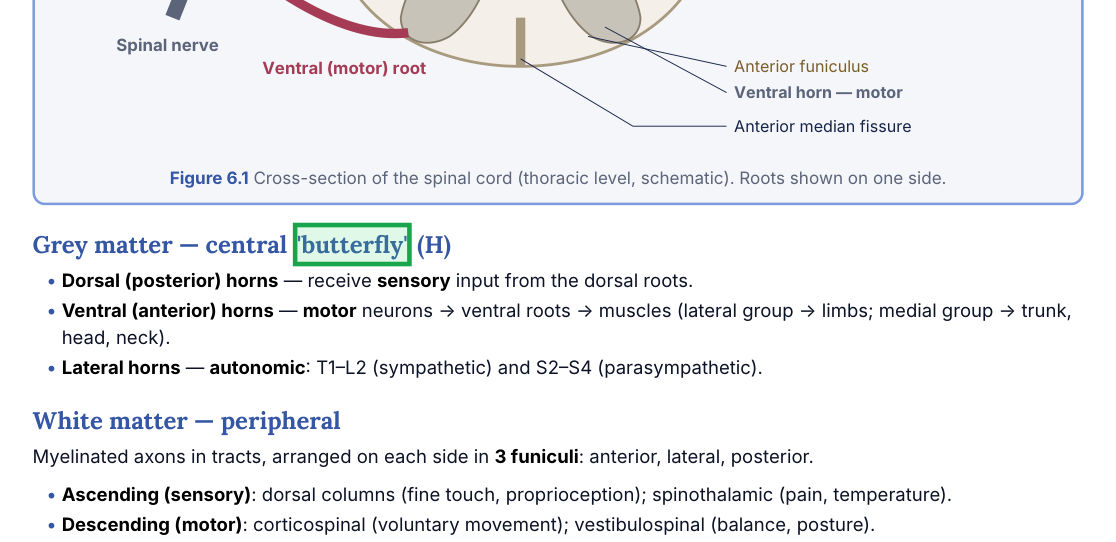 Spinal nerve
Ventral (motor) root
Anterior funiculus
Ventral horn — motor
Anterior median fissure
Figure 6.1 Cross-section of the spinal cord (thoracic level, schematic). Roots shown on one side.
Grey matter — central 'butterfly' (H)
• Dorsal (posterior) horns — receive sensory input from the dorsal roots.
• Ventral (anterior) horns — motor neurons → ventral roots → muscles (lateral group → limbs; medial group → trunk,
head, neck).
• Lateral horns — autonomic: T1–L2 (sympathetic) and S2–S4 (parasympathetic).
White matter — peripheral
Myelinated axons in tracts, arranged on each side in 3 funiculi: anterior, lateral, posterior.
• Ascending (sensory): dorsal columns (fine touch, proprioception); spinothalamic (pain, temperature).
• Descending (motor): corticospinal (voluntary movement); vestibulospinal (balance, posture).